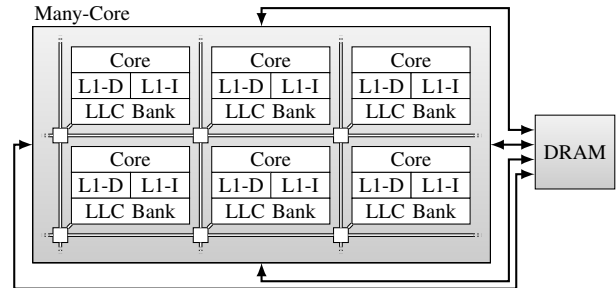 Many-Core
Core Core Core
L1-D L1-I L1-D L1-I L1-D L1-I
LLC Bank LLC Bank LLC Bank
DRAM
Core Core Core
L1-D L1-I L1-D L1-I L1-D L1-I
LLC Bank LLC Bank LLC Bank